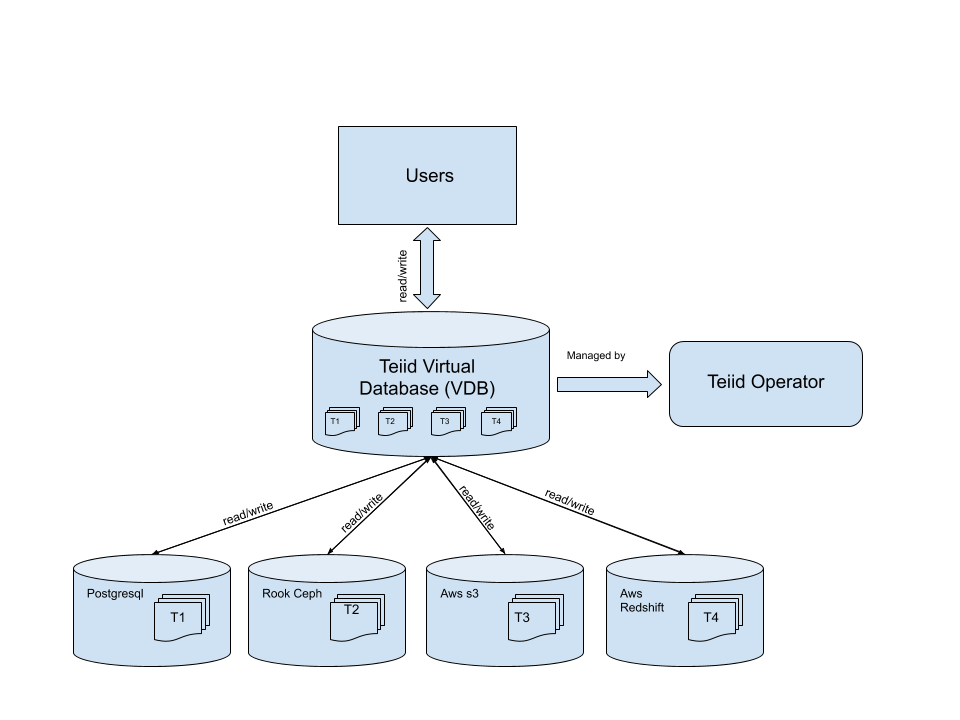 Users
read/write
Teiid Virtual
Database (VDB)
T1
T2
T3
T4
Managed by
Teiid Operator
read/write
read/write
read/write
read/write
Postgresql
T1
Rook Ceph
T2
Aws s3
T3
Aws
Redshift
T4